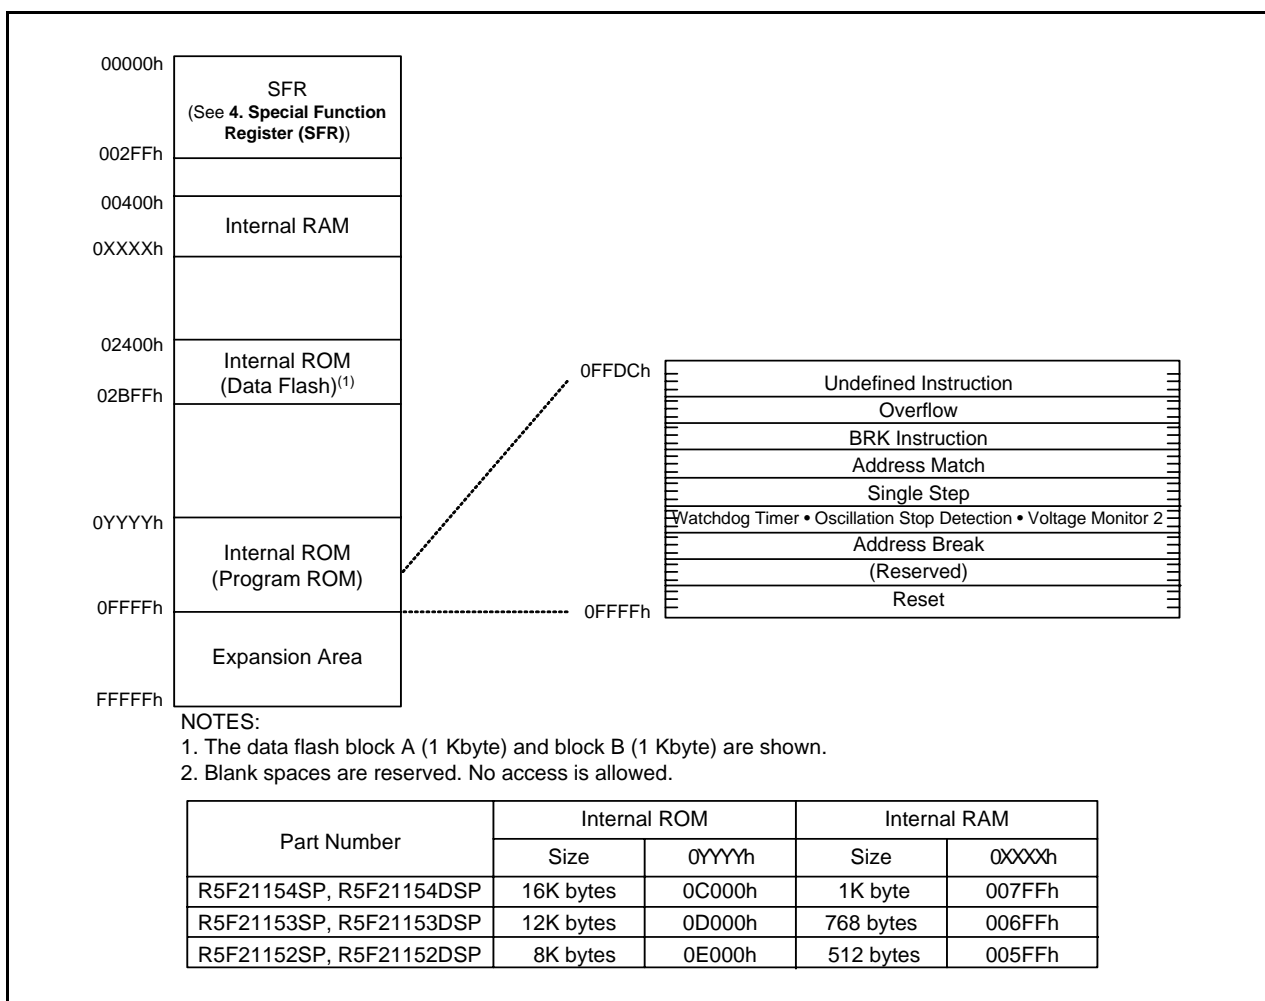 00000h
SFR
(See 4. Special Function
Register (SFR))
002FFh
00400h
Internal RAM
0XXXXh
02400h
Internal ROM
(Data Flash)(1)
02BFFh
0YYYYh
Internal ROM
(Program ROM)
0FFFFh
Expansion Area
FFFFFh
0FFDCh
Undefined Instruction
Overflow
BRK Instruction
Address Match
Single Step
Watchdog Timer • Oscillation Stop Detection • Voltage Monitor 2
Address Break
(Reserved)
Reset
0FFFFh
NOTES:
1. The data flash block A (1 Kbyte) and block B (1 Kbyte) are shown.
2. Blank spaces are reserved. No access is allowed.
Part Number Internal ROM Internal RAM
Size 0YYYYh Size 0XXXXh
R5F21154SP, R5F21154DSP 16K bytes 0C000h 1K byte 007FFh
R5F21153SP, R5F21153DSP 12K bytes 0D000h 768 bytes 006FFh
R5F21152SP, R5F21152DSP 8K bytes 0E000h 512 bytes 005FFh